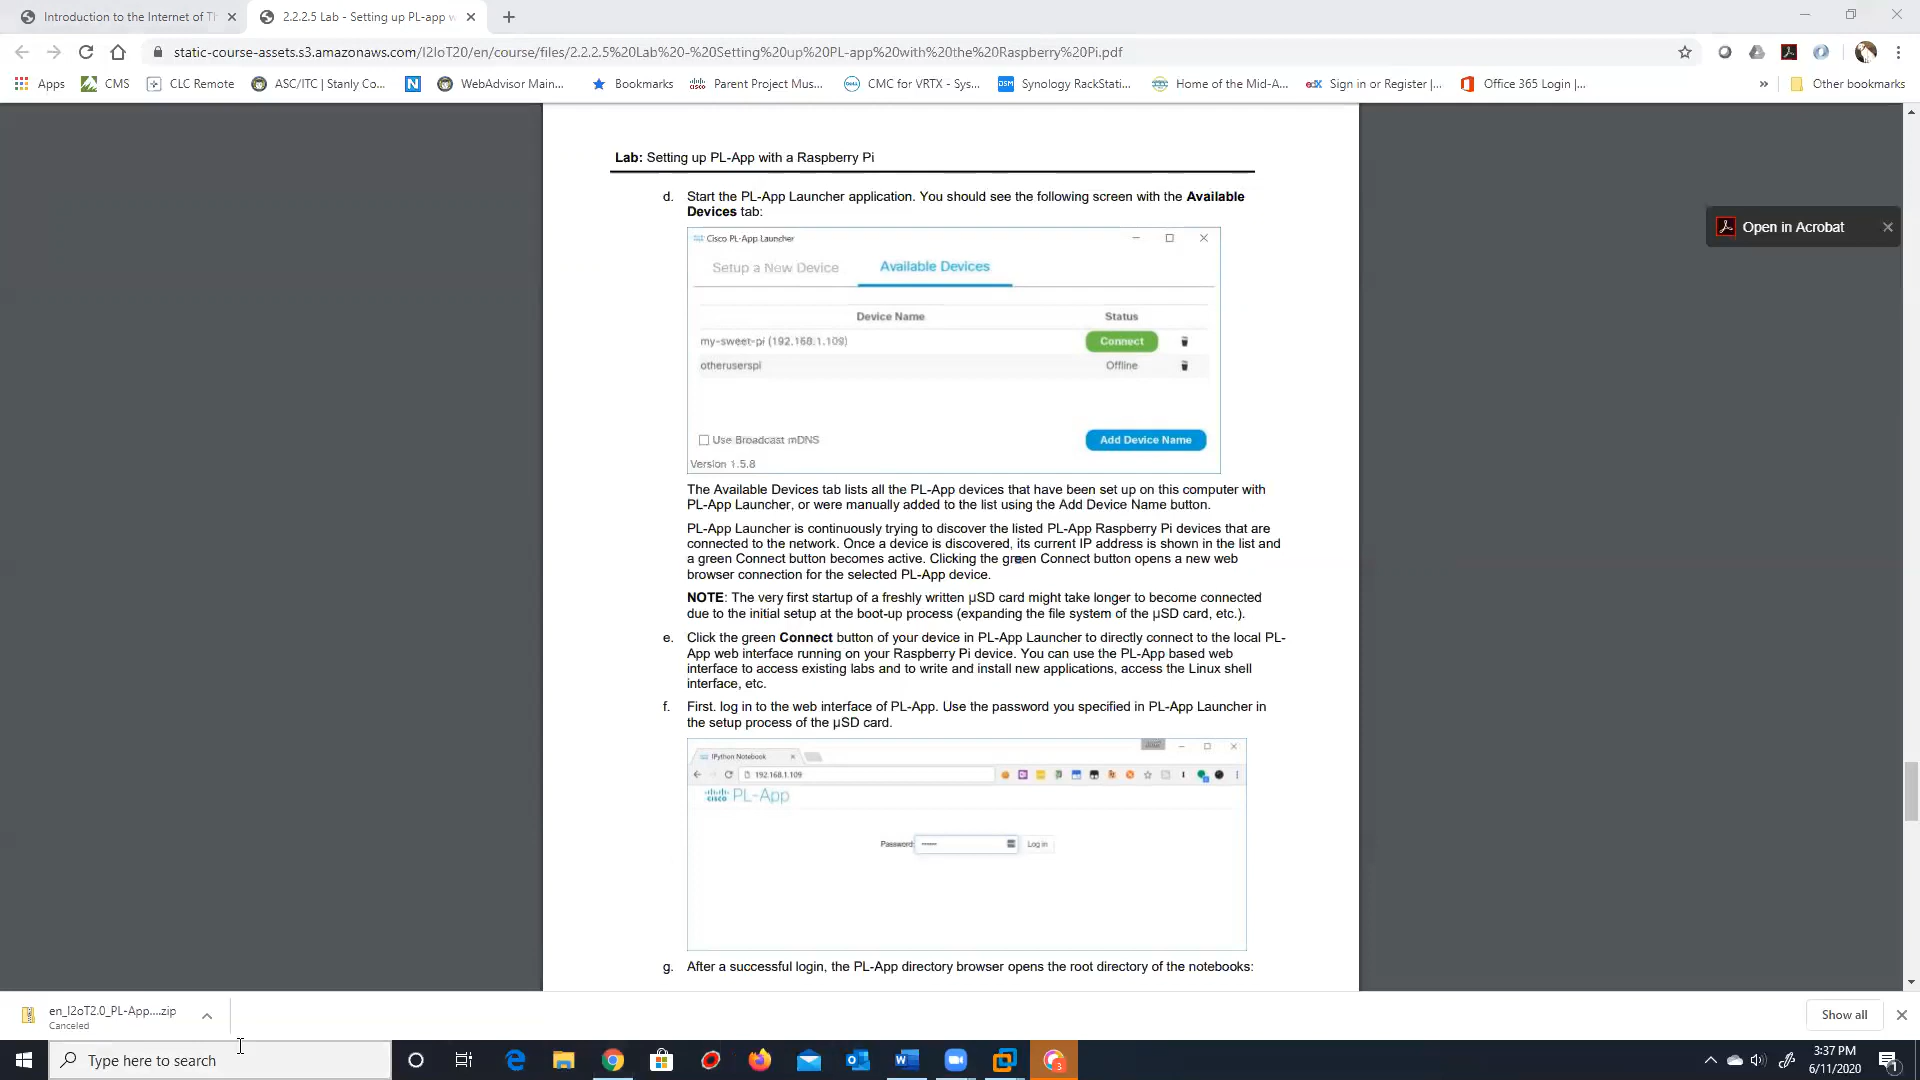 Introduction to the Internet of Th
2.2.2.5 Lab - Setting up PL-app w
static-course-assets.s3.amazonaws.com/I2IoT20/en/course/files/2.2.2.5%20Lab%20-%20Setting%20up%20PL-app%20with%20the%20Raspberry%20Pi.pdf
Apps CMS CLC Remote ASC/ITC | Stanly Co... WebAdvisor Main... Bookmarks Parent Project Mus... CMC for VRTX - Sys... Synology RackStati... Home of the Mid-A... Sign in or Register |... Office 365 Login |... » Other bookmarks
Lab: Setting up PL-App with a Raspberry Pi
d. Start the PL-App Launcher application. You should see the following screen with the Available
Devices tab:
Open in Acrobat
Cisco PL-App Launcher
Setup a New Device Available Devices
Device Name Status
my-sweet-pi (192.168.1.109) Connect
otheruserspi Offline
Use Broadcast mDNS Add Device Name
Version 1.5.8
The Available Devices tab lists all the PL-App devices that have been set up on this computer with
PL-App Launcher, or were manually added to the list using the Add Device Name button.
PL-App Launcher is continuously trying to discover the listed PL-App Raspberry Pi devices that are
connected to the network. Once a device is discovered, its current IP address is shown in the list and
a green Connect button becomes active. Clicking the green Connect button opens a new web
browser connection for the selected PL-App device.
NOTE: The very first startup of a freshly written µSD card might take longer to become connected
due to the initial setup at the boot-up process (expanding the file system of the µSD card, etc.).
e. Click the green Connect button of your device in PL-App Launcher to directly connect to the local PL-
App web interface running on your Raspberry Pi device. You can use the PL-App based web
interface to access existing labs and to write and install new applications, access the Linux shell
interface, etc.
f. First. log in to the web interface of PL-App. Use the password you specified in PL-App Launcher in
the setup process of the µSD card.
IPython Notebook
192.168.1.109
cisco PL-App
Password: Log in
g. After a successful login, the PL-App directory browser opens the root directory of the notebooks:
en_I2oT2.0_PL-App....zip
Canceled
Show all
Type here to search
3:37 PM
6/11/2020